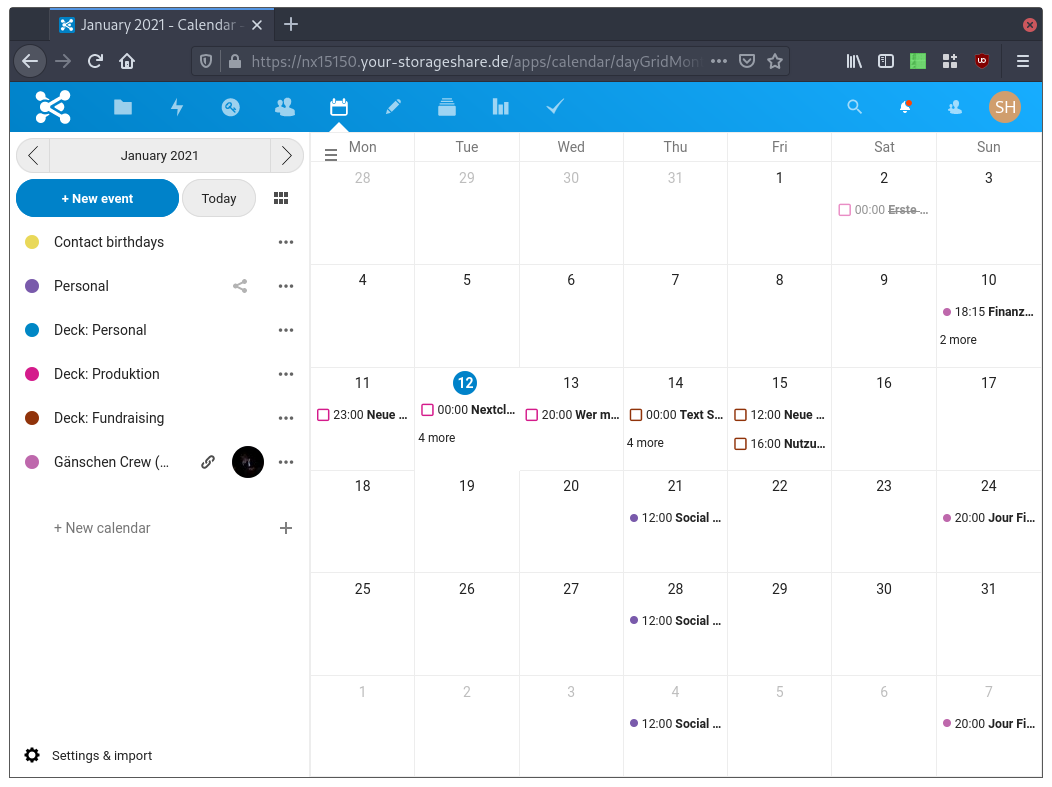 January 2021 - Calendar -
https://nx15150.your-storageshare.de/apps/calendar/dayGridMon
SH
January 2021
+ New event
Today
Contact birthdays
Personal
Deck: Personal
Deck: Produktion
Deck: Fundraising
Gänschen Crew (...
+ New calendar
Settings & import
Mon Tue Wed Thu Fri Sat Sun
28 29 30 31 1 2 3
00:00 Erste-...
4 5 6 7 8 9 10
18:15 Finanz...
2 more
11 12 13 14 15 16 17
23:00 Neue ... 00:00 Nextcl... 20:00 Wer m... 00:00 Text S... 12:00 Neue ...
4 more 4 more 16:00 Nutzu...
18 19 20 21 22 23 24
12:00 Social ... 20:00 Jour Fi...
25 26 27 28 29 30 31
12:00 Social ...
1 2 3 4 5 6 7
12:00 Social ... 20:00 Jour Fi...